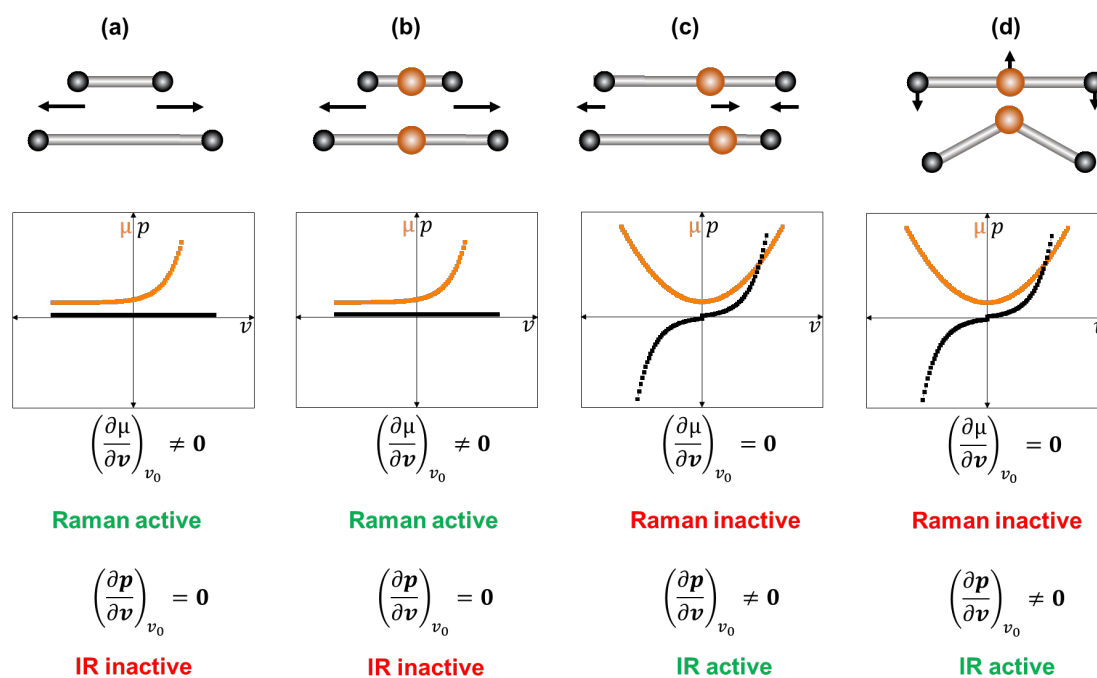 (a) (b) (c) (d)
μ p μ p μ p μ p
v v v v
(∂μ/∂v)v₀ ≠ 0 (∂μ/∂v)v₀ ≠ 0 (∂μ/∂v)v₀ = 0 (∂μ/∂v)v₀ = 0
Raman active Raman active Raman inactive Raman inactive
(∂p/∂v)v₀ = 0 (∂p/∂v)v₀ = 0 (∂p/∂v)v₀ ≠ 0 (∂p/∂v)v₀ ≠ 0
IR inactive IR inactive IR active IR active